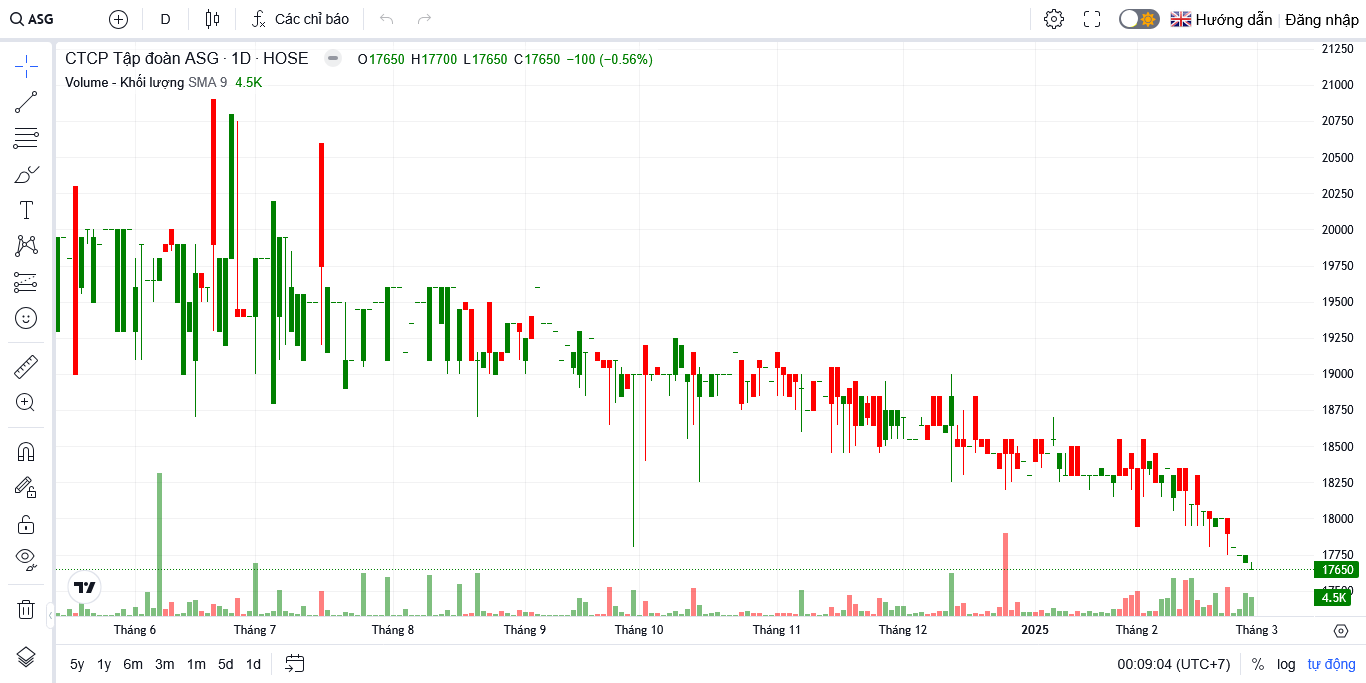 ASG D Các chỉ báo Hướng dẫn Đăng nhập
CTCP Tập đoàn ASG · 1D · HOSE O17650 H17700 L17650 C17650 −100 (−0.56%)
Volume - Khối lượng SMA 9 4.5K
21250
21000
20750
20500
20250
20000
19750
19500
19250
19000
18750
18500
18250
18000
17750
17650
4.5K
Tháng 6 Tháng 7 Tháng 8 Tháng 9 Tháng 10 Tháng 11 Tháng 12 2025 Tháng 2 Tháng 3
5y 1y 6m 3m 1m 5d 1d 00:09:04 (UTC+7) % log tự động